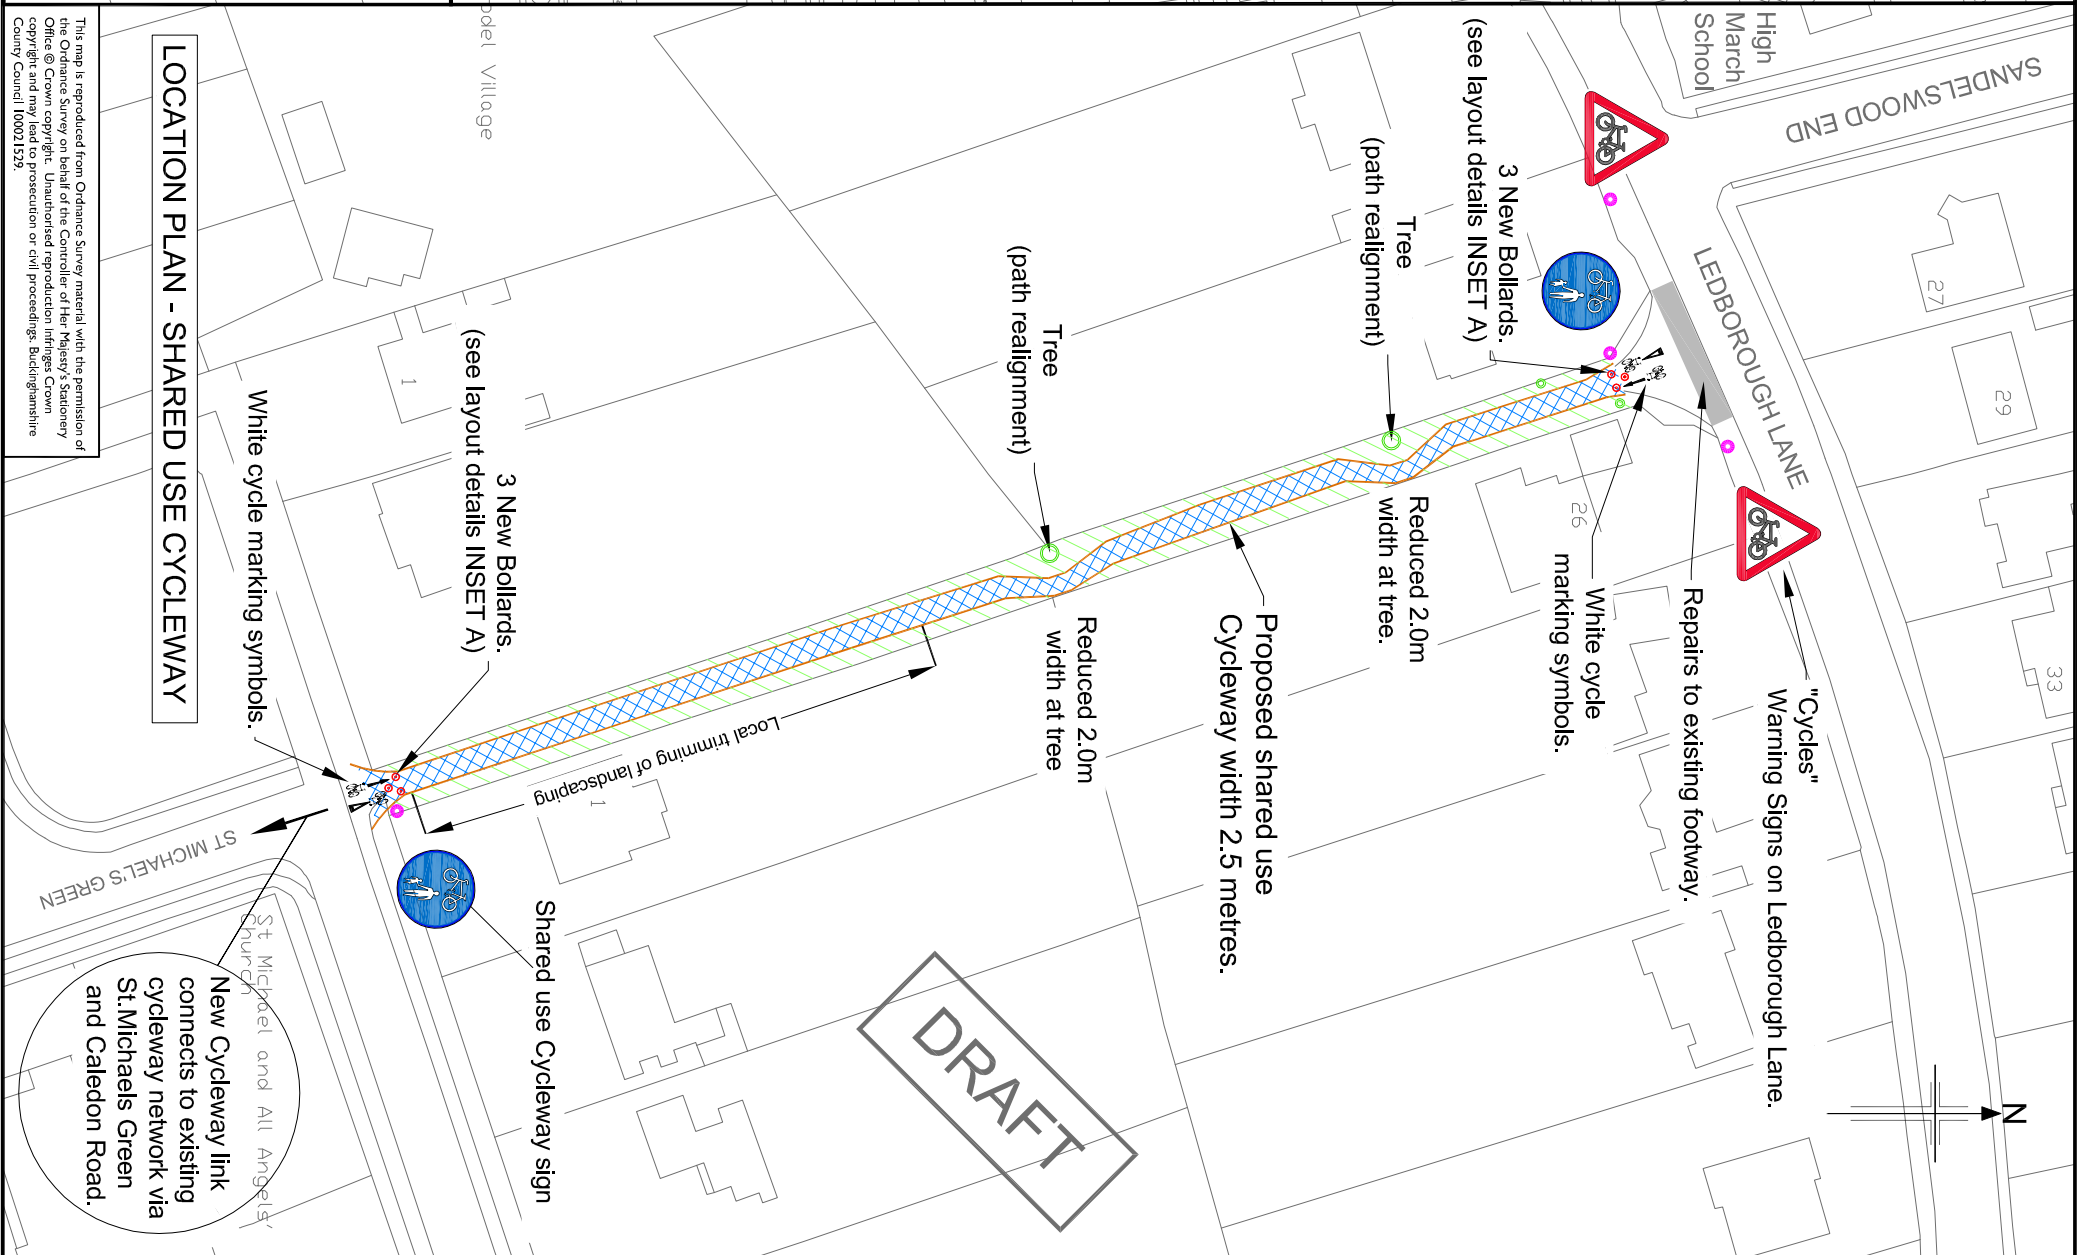 High
March
School
SANDELSWOOD END
LEDBOROUGH LANE
27
29
33
26
"Cycles"
Warning Signs on Ledborough Lane.
Repairs to existing footway.
White cycle
marking symbols.
3 New Bollards.
(see layout details INSET A)
Tree
(path realignment)
Reduced 2.0m
width at tree.
Proposed shared use
Cycleway width 2.5 metres.
Tree
(path realignment)
Reduced 2.0m
width at tree
Local trimming of landscaping
1
1
odel Village
3 New Bollards.
(see layout details INSET A)
Shared use Cycleway sign
White cycle marking symbols.
ST MICHAEL'S GREEN
St Michael and All Angels'
Church
New Cycleway link
connects to existing
cycleway network via
St.Michaels Green
and Caledon Road.
N
DRAFT
LOCATION PLAN - SHARED USE CYCLEWAY
This map is reproduced from Ordnance Survey material with the permission of
the Ordnance Survey on behalf of the Controller of Her Majesty's Stationery
Office © Crown copyright. Unauthorised reproduction infringes Crown
copyright and may lead to prosecution or civil proceedings. Buckinghamshire
County Council 100021529.